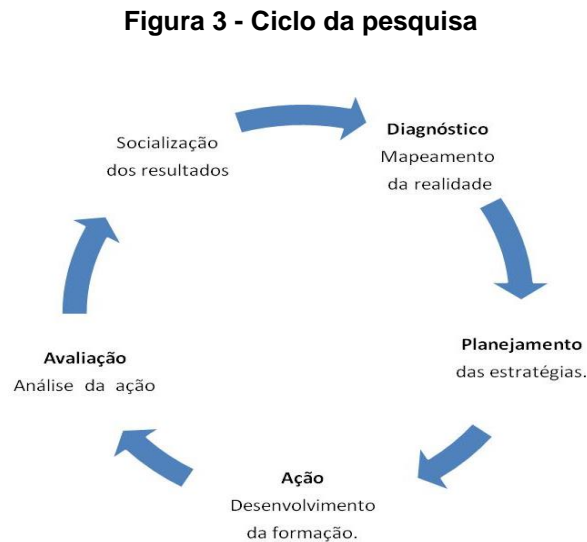 Figura 3 - Ciclo da pesquisa
Socialização
dos resultados
Diagnóstico
Mapeamento
da realidade
Planejamento
das estratégias.
Ação
Desenvolvimento
da formação.
Avaliação
Análise da ação